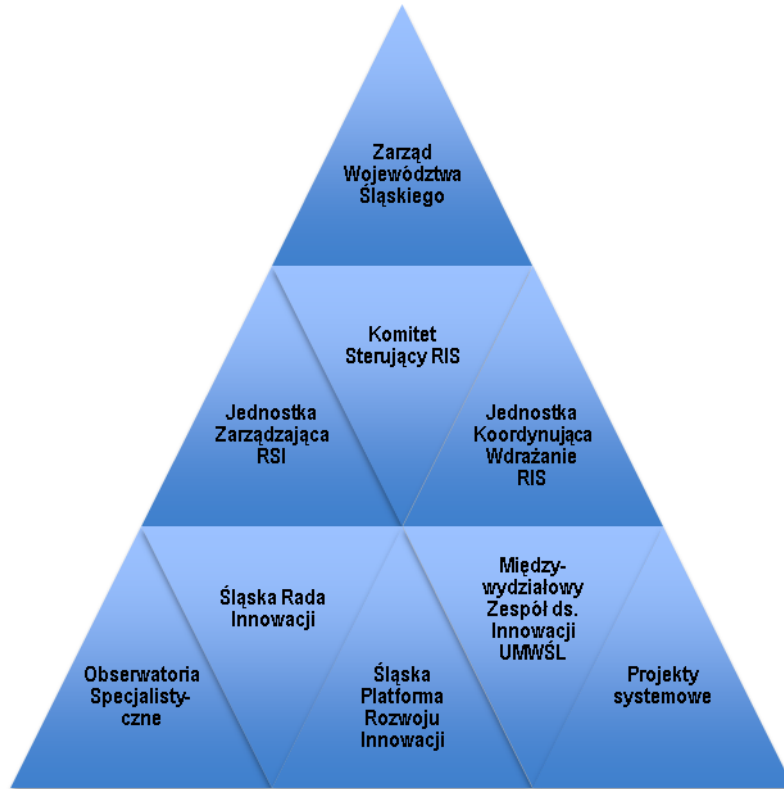 Zarząd
Województwa
Śląskiego
Komitet
Sterujący RIS
Jednostka
Zarządzająca
RSI
Jednostka
Koordynująca
Wdrażanie
RIS
Obserwatoria
Specjalisty-
czne
Śląska Rada
Innowacji
Śląska
Platforma
Rozwoju
Innowacji
Między-
wydziałowy
Zespół ds.
Innowacji
UMWŚL
Projekty
systemowe